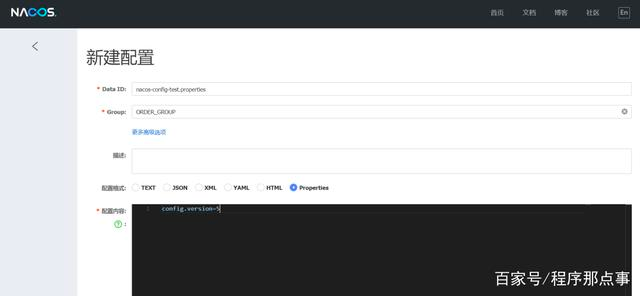 NACOS.
首页 文档 博客 社区 En
新建配置
* Data ID: nacos-config-test.properties
* Group: ORDER_GROUP
更多高级选项
描述:
配置格式: TEXT JSON XML YAML HTML Properties
* 配置内容: 1 config.version=5
? :
百家号/程序那点事